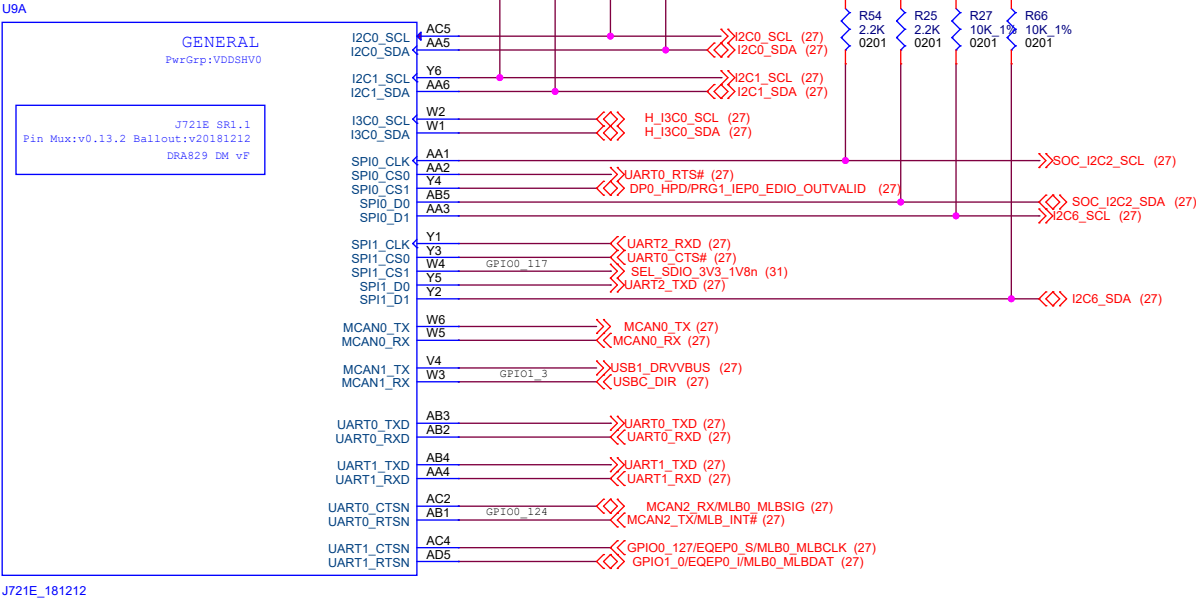 U9A
R54 R25 R27 R66
2.2K 2.2K 10K_1% 10K_1%
0201 0201 0201 0201
GENERAL
PwrGrp:VDDSHV0
J721E SR1.1
Pin Mux:v0.13.2 Ballout:v20181212
DRA829 DM vF
I2C0_SCL AC5 I2C0_SCL (27)
I2C0_SDA AA5 I2C0_SDA (27)
I2C1_SCL Y6 I2C1_SCL (27)
I2C1_SDA AA6 I2C1_SDA (27)
I3C0_SCL W2 H_I3C0_SCL (27)
I3C0_SDA W1 H_I3C0_SDA (27)
SPI0_CLK AA1 SOC_I2C2_SCL (27)
SPI0_CS0 AA2 UART0_RTS# (27)
SPI0_CS1 Y4 DP0_HPD/PRG1_IEP0_EDIO_OUTVALID (27)
SPI0_D0 AB5 SOC_I2C2_SDA (27)
SPI0_D1 AA3 I2C6_SCL (27)
SPI1_CLK Y1 UART2_RXD (27)
SPI1_CS0 Y3 UART0_CTS# (27)
SPI1_CS1 W4 GPIO0_117 SEL_SDIO_3V3_1V8n (31)
SPI1_D0 Y5 UART2_TXD (27)
SPI1_D1 Y2 I2C6_SDA (27)
MCAN0_TX W6 MCAN0_TX (27)
MCAN0_RX W5 MCAN0_RX (27)
MCAN1_TX V4 USB1_DRVVBUS (27)
MCAN1_RX W3 GPIO1_3 USBC_DIR (27)
UART0_TXD AB3 UART0_TXD (27)
UART0_RXD AB2 UART0_RXD (27)
UART1_TXD AB4 UART1_TXD (27)
UART1_RXD AA4 UART1_RXD (27)
UART0_CTSN AC2 MCAN2_RX/MLB0_MLBSIG (27)
UART0_RTSN AB1 GPIO0_124 MCAN2_TX/MLB_INT# (27)
UART1_CTSN AC4 GPIO0_127/EQEP0_S/MLB0_MLBCLK (27)
UART1_RTSN AD5 GPIO1_0/EQEP0_I/MLB0_MLBDAT (27)
J721E_181212